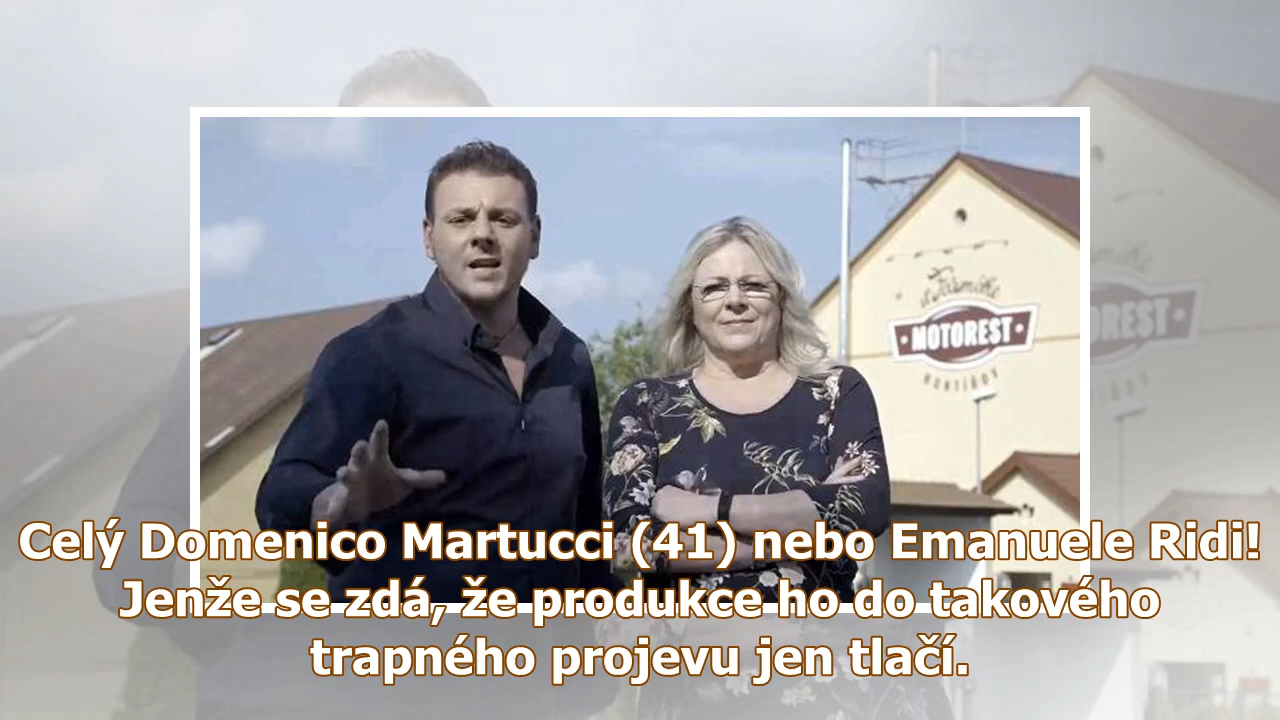 MOTOREST
OREST
Celý Domenico Martucci (41) nebo Emanuele Ridi!
Jenže se zdá, že produkce ho do takového
trapného projevu jen tlačí.